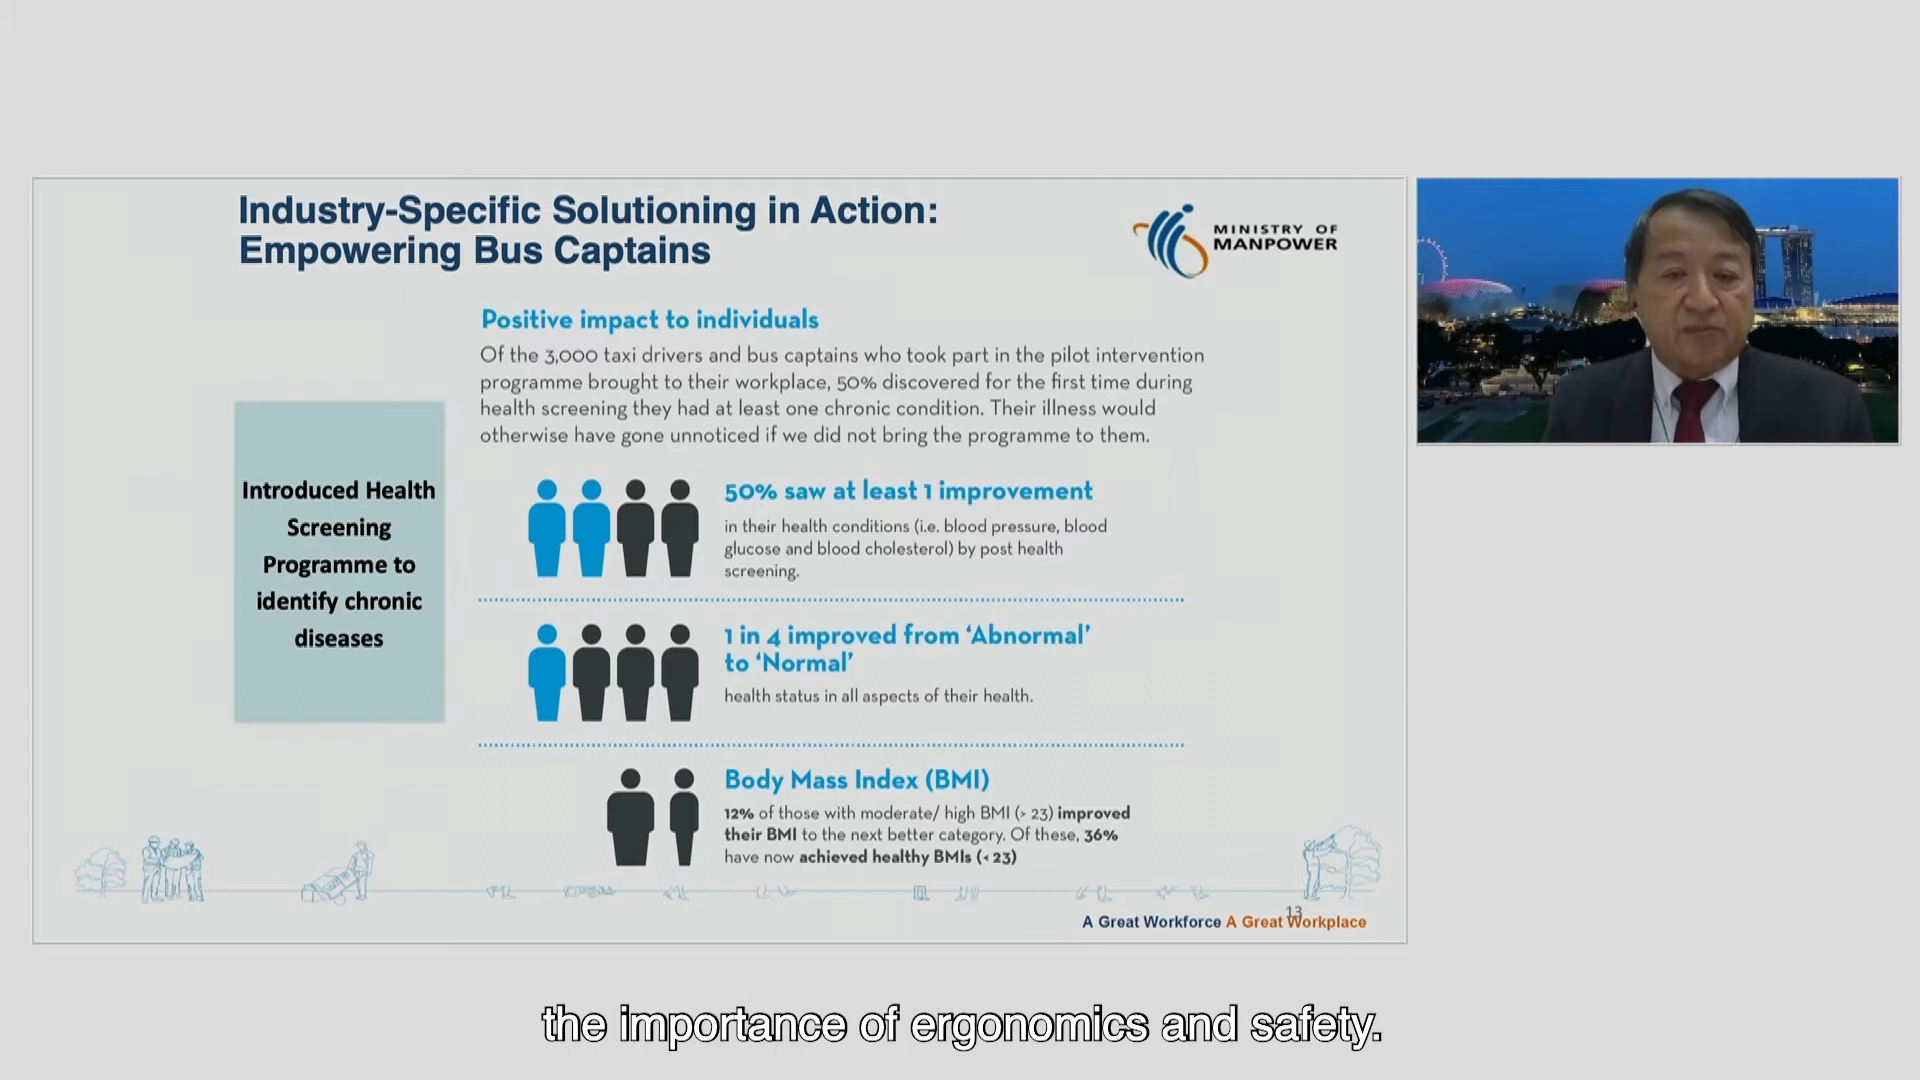 Industry-Specific Solutioning in Action:
Empowering Bus Captains
MINISTRY OF
MANPOWER
Positive impact to individuals
Of the 3,000 taxi drivers and bus captains who took part in the pilot intervention
programme brought to their workplace, 50% discovered for the first time during
health screening they had at least one chronic condition. Their illness would
otherwise have gone unnoticed if we did not bring the programme to them.
Introduced Health
Screening
Programme to
identify chronic
diseases
50% saw at least 1 improvement
in their health conditions (i.e. blood pressure, blood
glucose and blood cholesterol) by post health
screening.
1 in 4 improved from ‘Abnormal’
to ‘Normal’
health status in all aspects of their health.
Body Mass Index (BMI)
12% of those with moderate/ high BMI (> 23) improved
their BMI to the next better category. Of these, 36%
have now achieved healthy BMIs (< 23)
13
A Great Workforce A Great Workplace
the importance of ergonomics and safety.